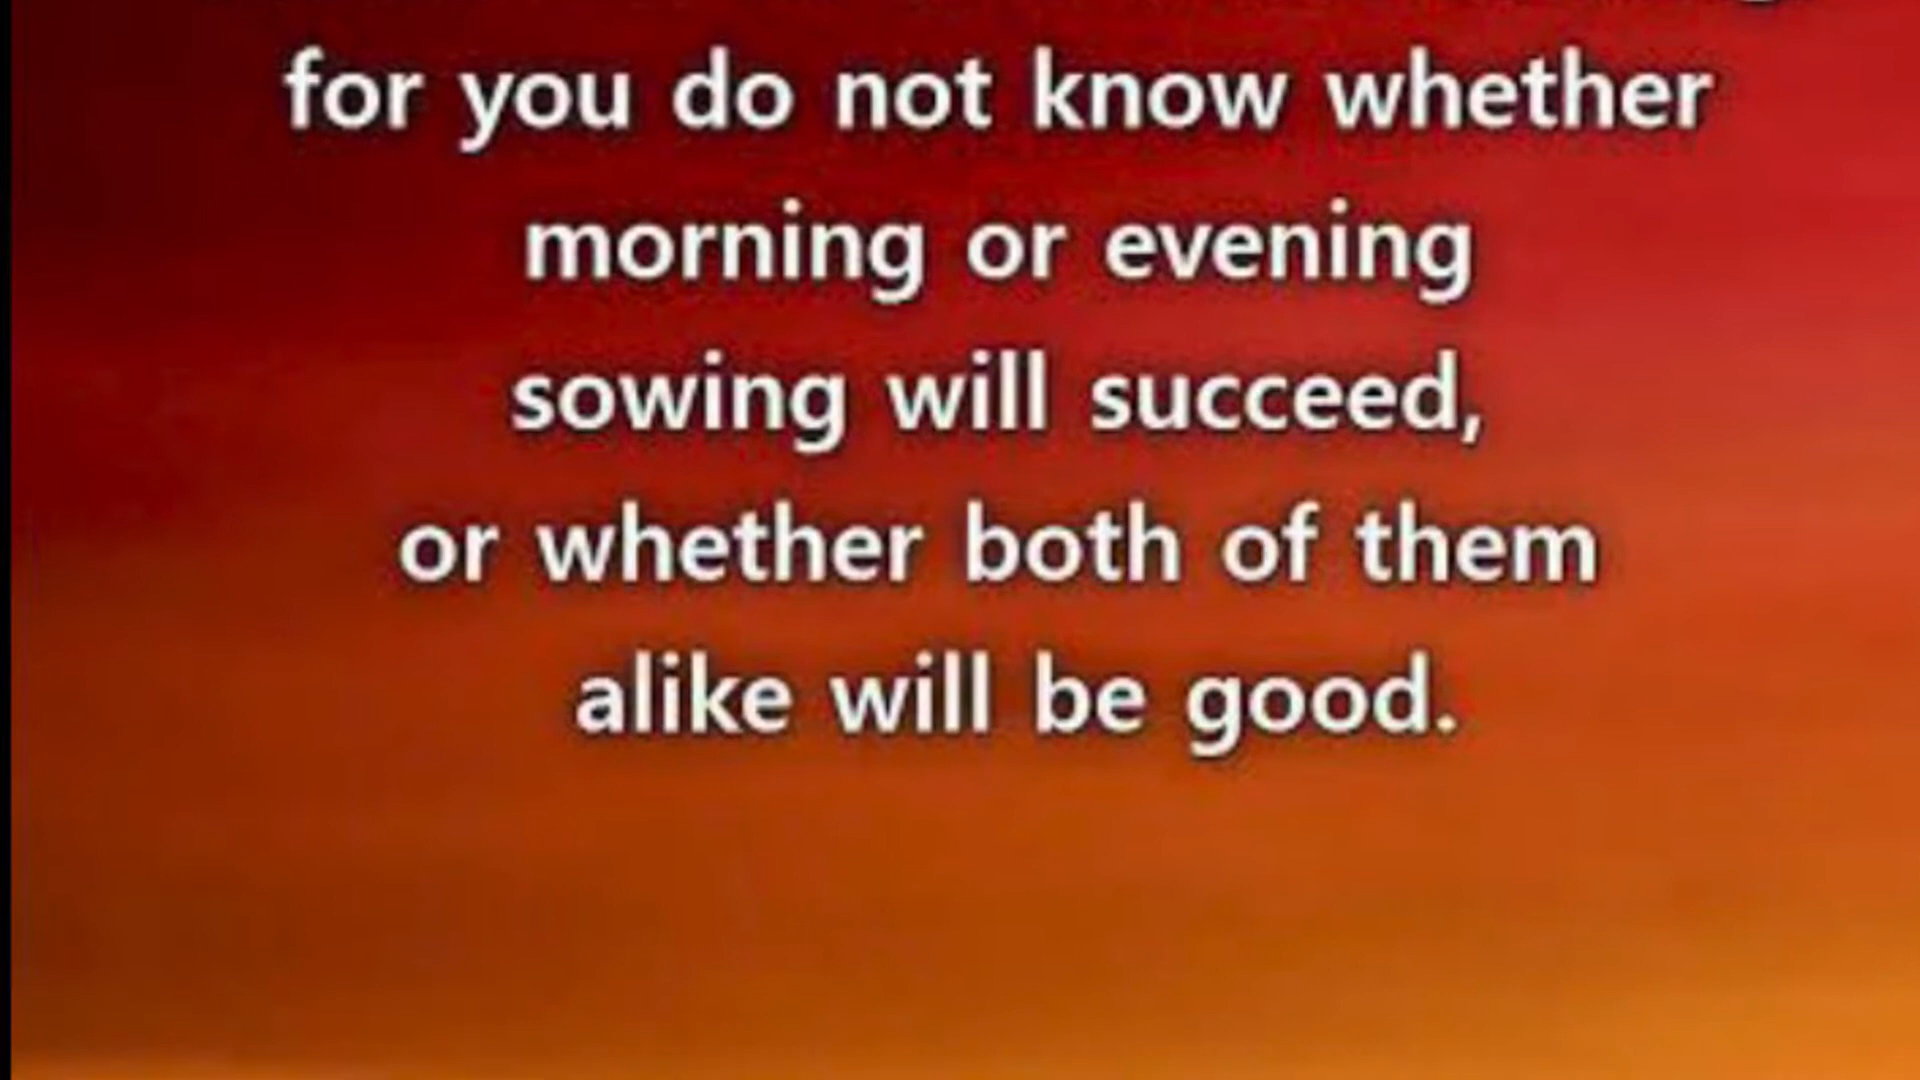 for you do not know whether
morning or evening
sowing will succeed,
or whether both of them
alike will be good.